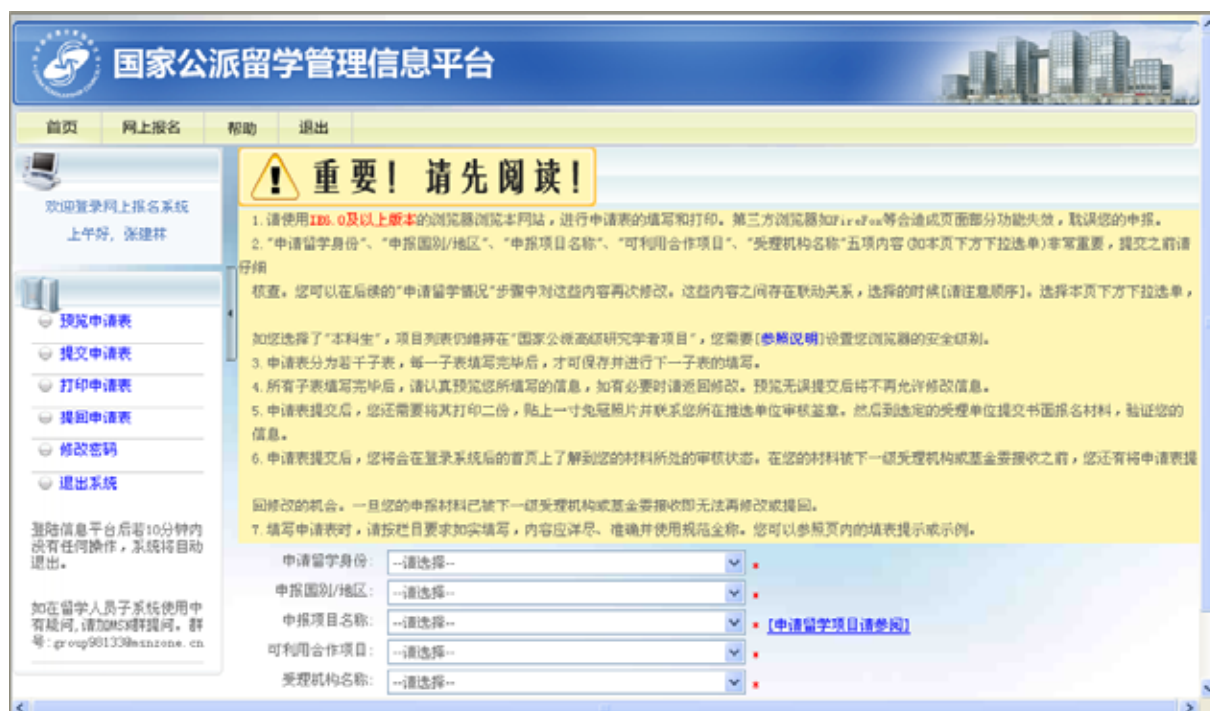 国家公派留学管理信息平台
首页 网上报名 帮助 退出
欢迎登录网上报名系统
上午好，张建林
预览申请表
提交申请表
打印申请表
提回申请表
修改密码
退出系统
登陆信息平台后若10分钟内
没有任何操作，系统将自动
退出。
如在留学人员子系统使用中
有疑问,请加MSN群提问。群
号:group981338@msnzone.cn
重要！请先阅读！
1.请使用IE6.0及以上版本的浏览器浏览本网站，进行申请表的填写和打印。第三方浏览器如FireFox等会造成页面部分功能失效，耽误您的申报。
2."申请留学身份"、"申报国别/地区"、"申报项目名称"、"可利用合作项目"、"受理机构名称"五项内容(如本页下方下拉选单)非常重要，提交之前请
仔细
核查。您可以在后续的"申请留学情况"步骤中对这些内容再次修改。这些内容之间存在联动关系，选择的时候[请注意顺序]。选择本页下方下拉选单，
如您选择了"本科生"，项目列表仍维持在"国家公派高级研究学者项目"，您需要[参照说明]设置您浏览器的安全级别。
3.申请表分为若干子表，每一子表填写完毕后，才可保存并进行下一子表的填写。
4.所有子表填写完毕后，请认真预览您所填写的信息，如有必要时请返回修改。预览无误提交后将不再允许修改信息。
5.申请表提交后，您还需要将其打印二份，贴上一寸免冠照片并联系您所在推选单位审核盖章。然后到选定的受理单位提交书面报名材料，验证您的
信息。
6.申请表提交后，您将会在登录系统后的首页上了解到您的材料所处的审核状态。在您的材料被下一级受理机构或基金委接收之前，您还有将申请表提
回修改的机会。一旦您的申报材料已被下一级受理机构或基金委接收即无法再修改或提回。
7.填写申请表时，请按栏目要求如实填写，内容应详尽、准确并使用规范全称。您可以参照页内的填表提示或示例。
申请留学身份: --请选择-- *
申报国别/地区: --请选择-- *
申报项目名称: --请选择-- * [申请留学项目请参阅]
可利用合作项目: --请选择-- *
受理机构名称: --请选择-- *